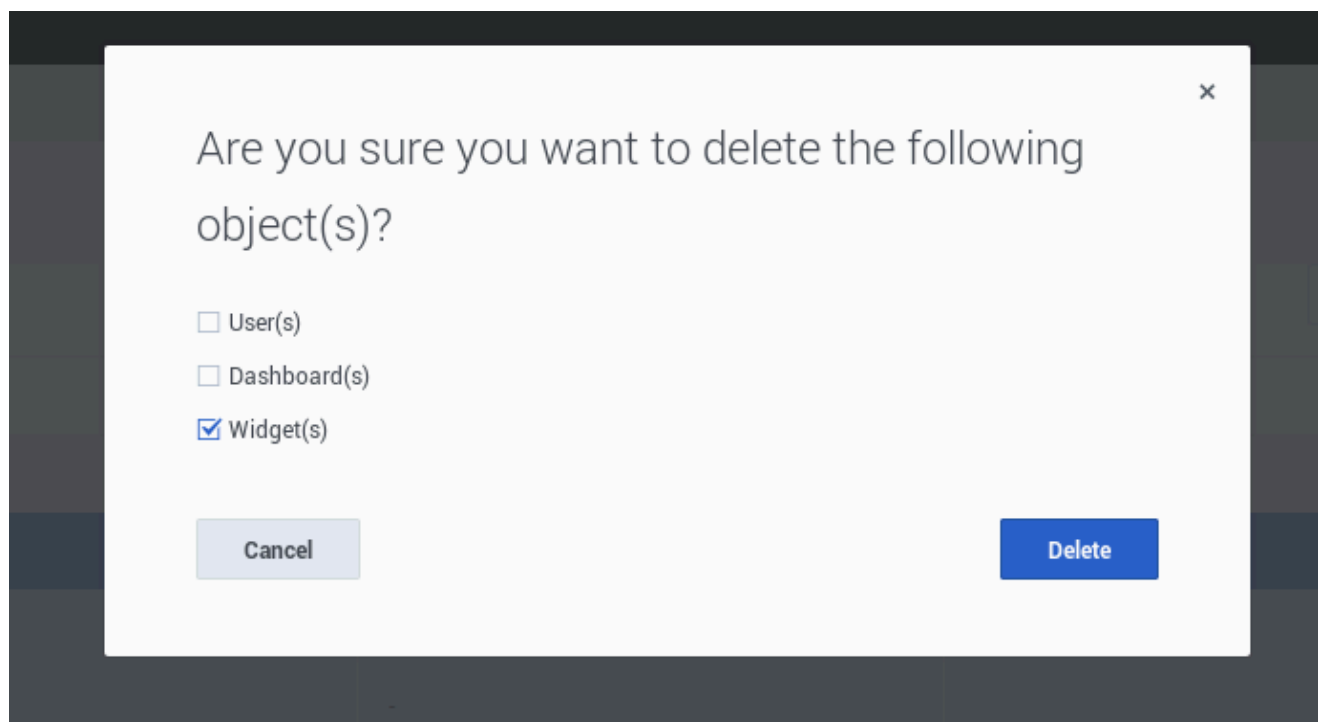 ×
Are you sure you want to delete the following
object(s)?
User(s)
Dashboard(s)
Widget(s)
Cancel
Delete